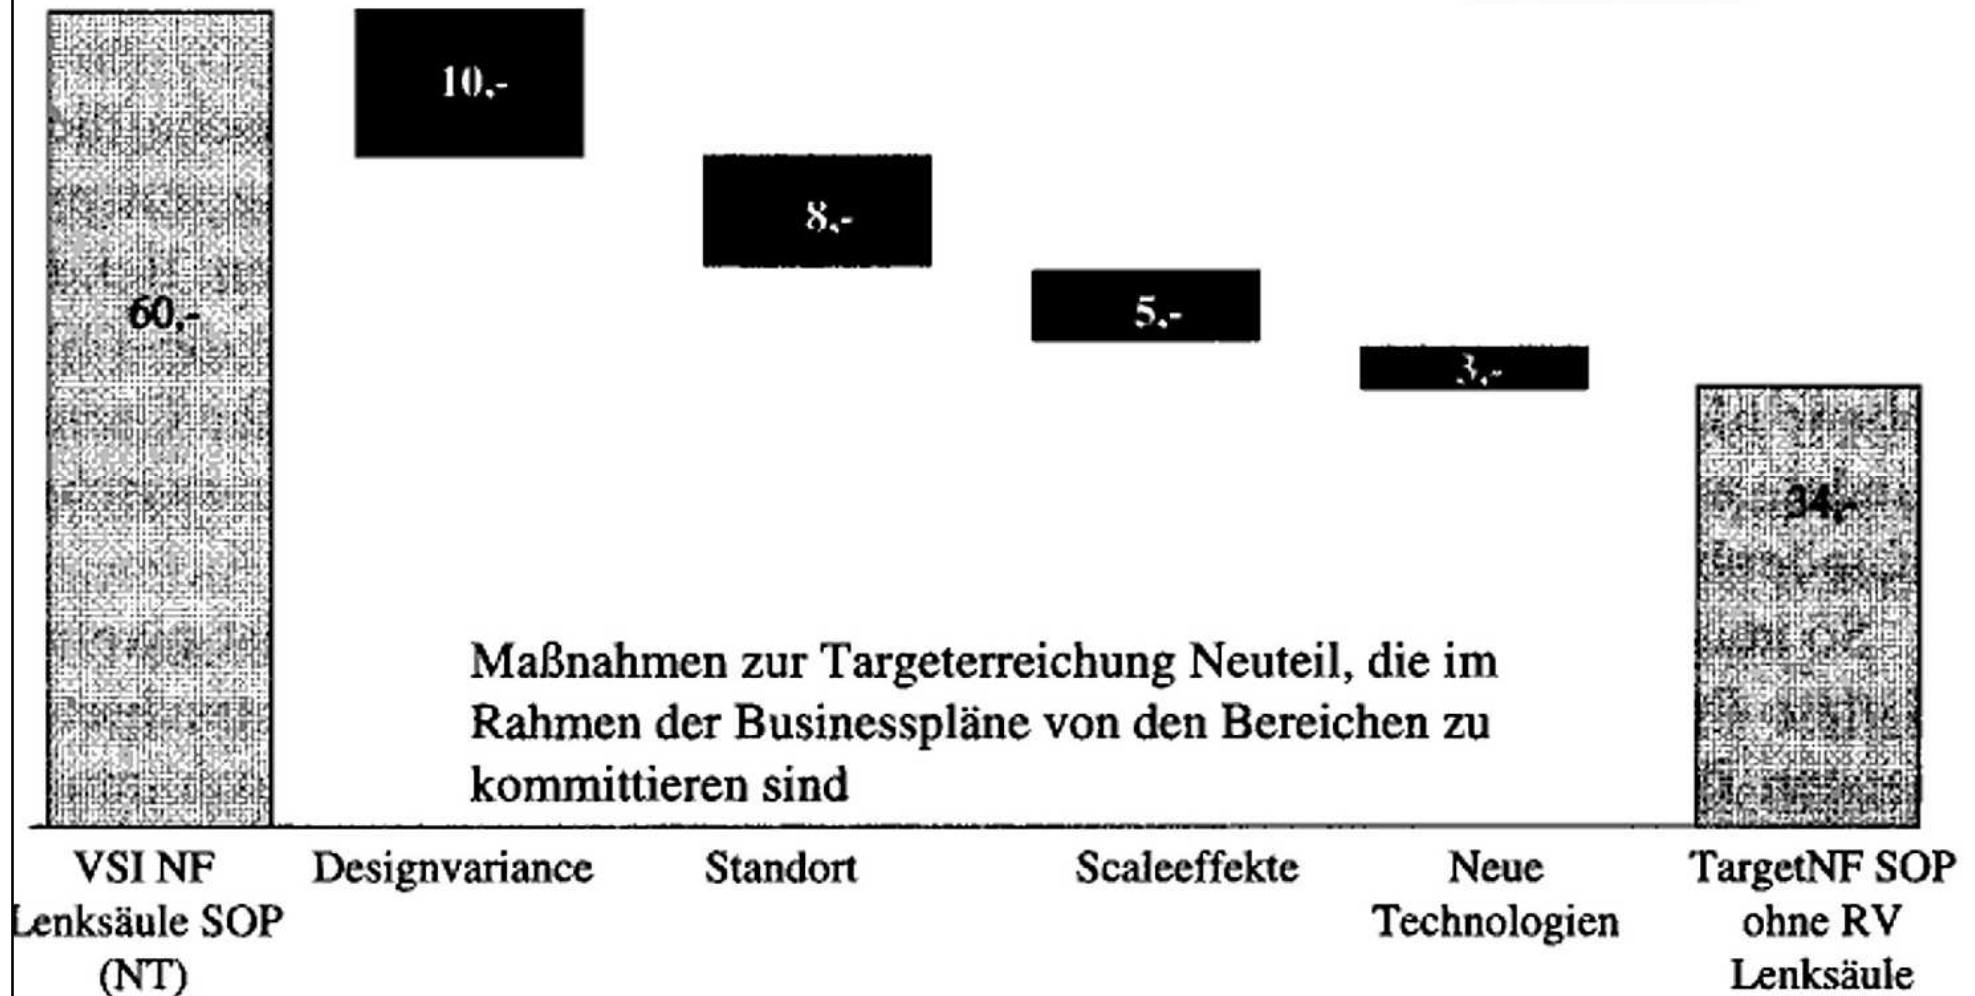 10,-
8,-
60,-
5,-
3,-
34,-
Maßnahmen zur Targeterreichung Neuteil, die im
Rahmen der Businesspläne von den Bereichen zu
kommittieren sind
VSI NF
Lenksäule SOP
(NT)
Designvariance
Standort
Scaleeffekte
Neue
Technologien
TargetNF SOP
ohne RV
Lenksäule